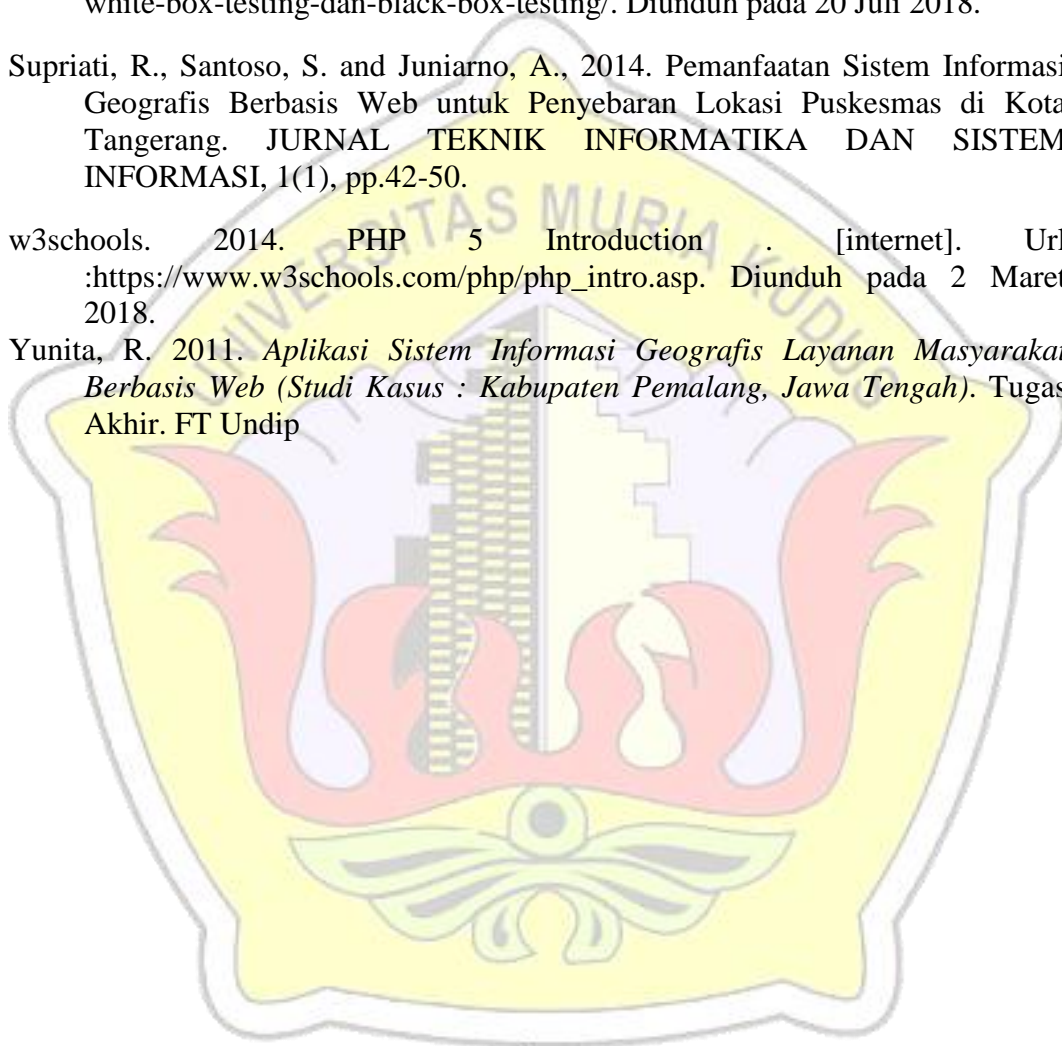 white-box-testing-dan-black-box-testing/. Diunduh pada 20 Juli 2018.
Supriati, R., Santoso, S. and Juniarno, A., 2014. Pemanfaatan Sistem Informasi
Geografis Berbasis Web untuk Penyebaran Lokasi Puskesmas di Kota
Tangerang. JURNAL TEKNIK INFORMATIKA DAN SISTEM
INFORMASI, 1(1), pp.42-50.
w3schools. 2014. PHP 5 Introduction . [internet]. Url
:https://www.w3schools.com/php/php_intro.asp. Diunduh pada 2 Maret
2018.
Yunita, R. 2011. Aplikasi Sistem Informasi Geografis Layanan Masyarakat
Berbasis Web (Studi Kasus : Kabupaten Pemalang, Jawa Tengah). Tugas
Akhir. FT Undip
UNIVERSITAS MURIA KUDUS